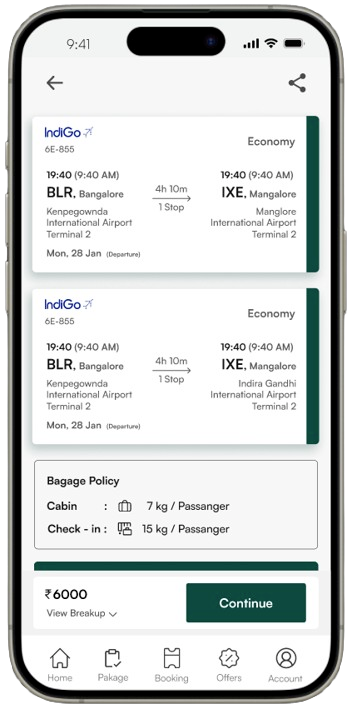 9:41
IndiGo
6E-855
Economy
19:40 (9:40 AM)
BLR, Bangalore
Kenpegownda
International Airport
Terminal 2
4h 10m
1 Stop
19:40 (9:40 AM)
IXE, Mangalore
Manglore
International Airport
Terminal 2
Mon, 28 Jan (Departure)
IndiGo
6E-855
Economy
19:40 (9:40 AM)
BLR, Bangalore
Kenpegownda
International Airport
Terminal 2
4h 10m
1 Stop
19:40 (9:40 AM)
IXE, Mangalore
Indira Gandhi
International Airport
Terminal 2
Mon, 28 Jan (Departure)
Bagage Policy
Cabin : 7 kg / Passanger
Check - in : 15 kg / Passanger
₹6000
View Breakup
Continue
Home Pakage Booking Offers Account